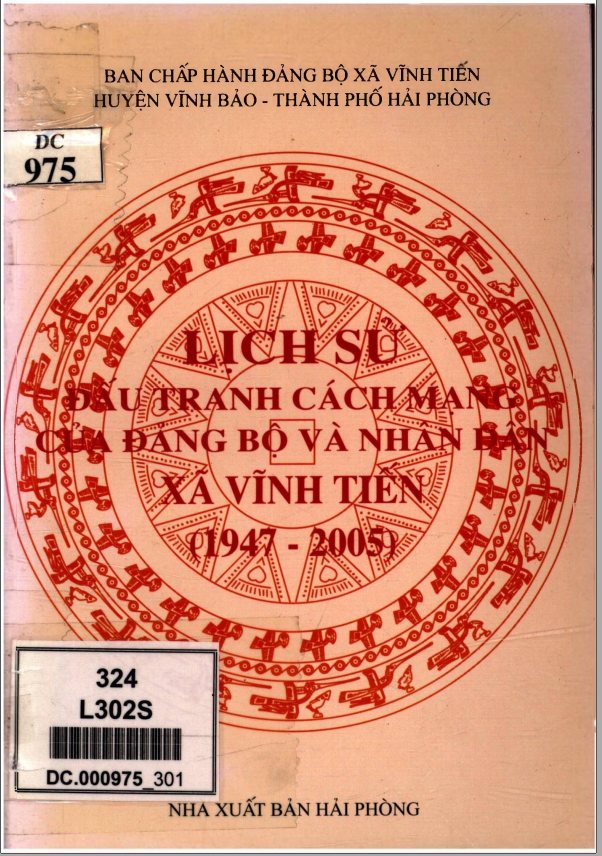 BAN CHẤP HÀNH ĐẢNG BỘ XÃ VĨNH TIẾN
HUYỆN VĨNH BẢO - THÀNH PHỐ HẢI PHÒNG
DC
975
LỊCH SỬ
ĐẤU TRANH CÁCH MẠNG
CỦA ĐẢNG BỘ VÀ NHÂN DÂN
XÃ VĨNH TIẾN
(1947 - 2005)
324
L302S
DC.000975_301
NHA XUẤT BẢN HẢI PHÒNG